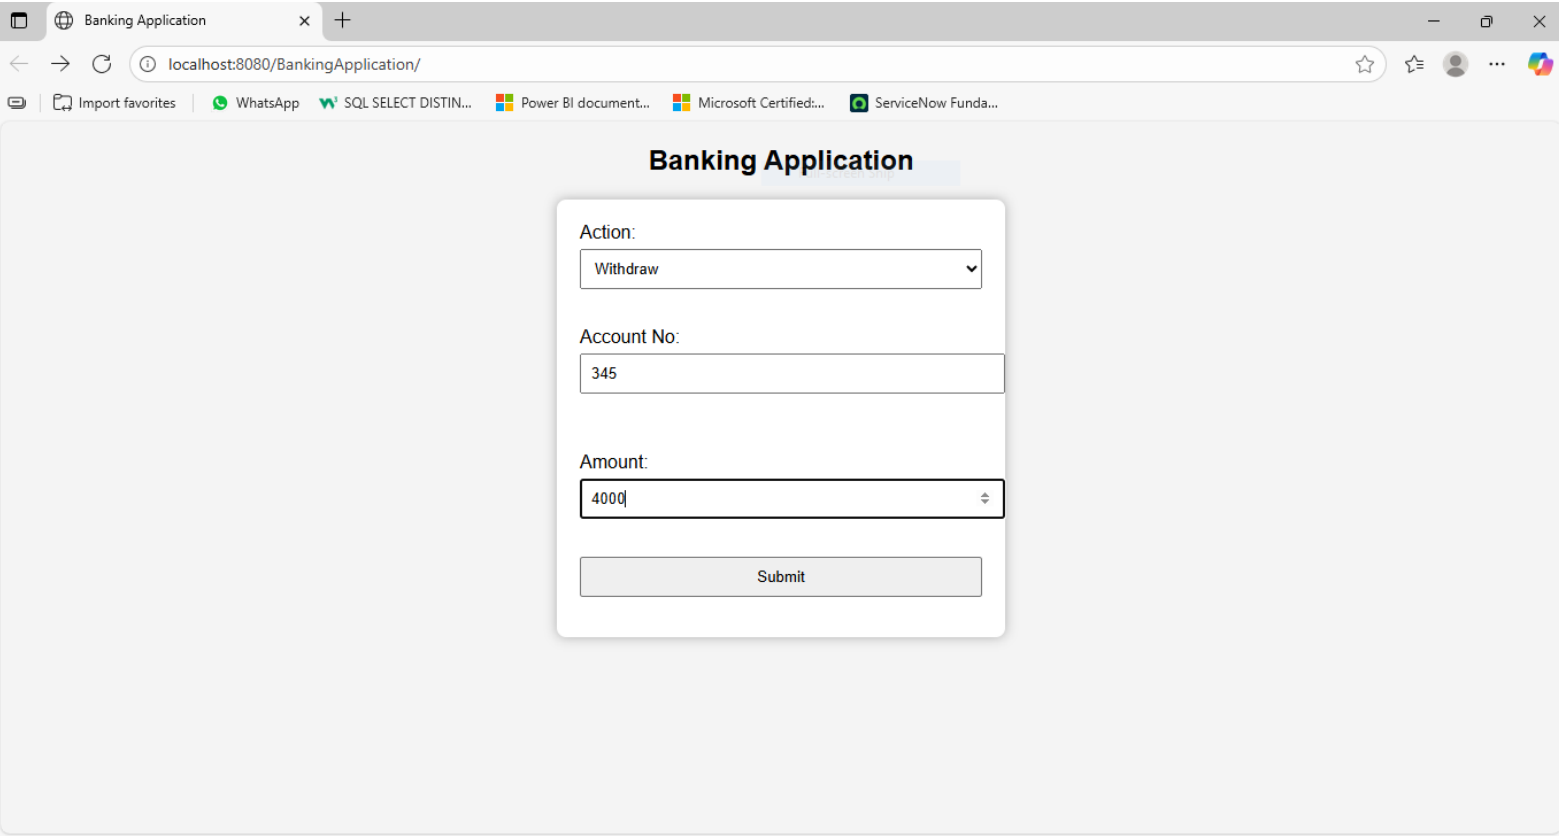 Banking Application
localhost:8080/BankingApplication/
Import favorites
WhatsApp
SQL SELECT DISTIN...
Power BI document...
Microsoft Certified:...
ServiceNow Funda...
Banking Application
Action:
Withdraw
Account No:
345
Amount:
4000
Submit